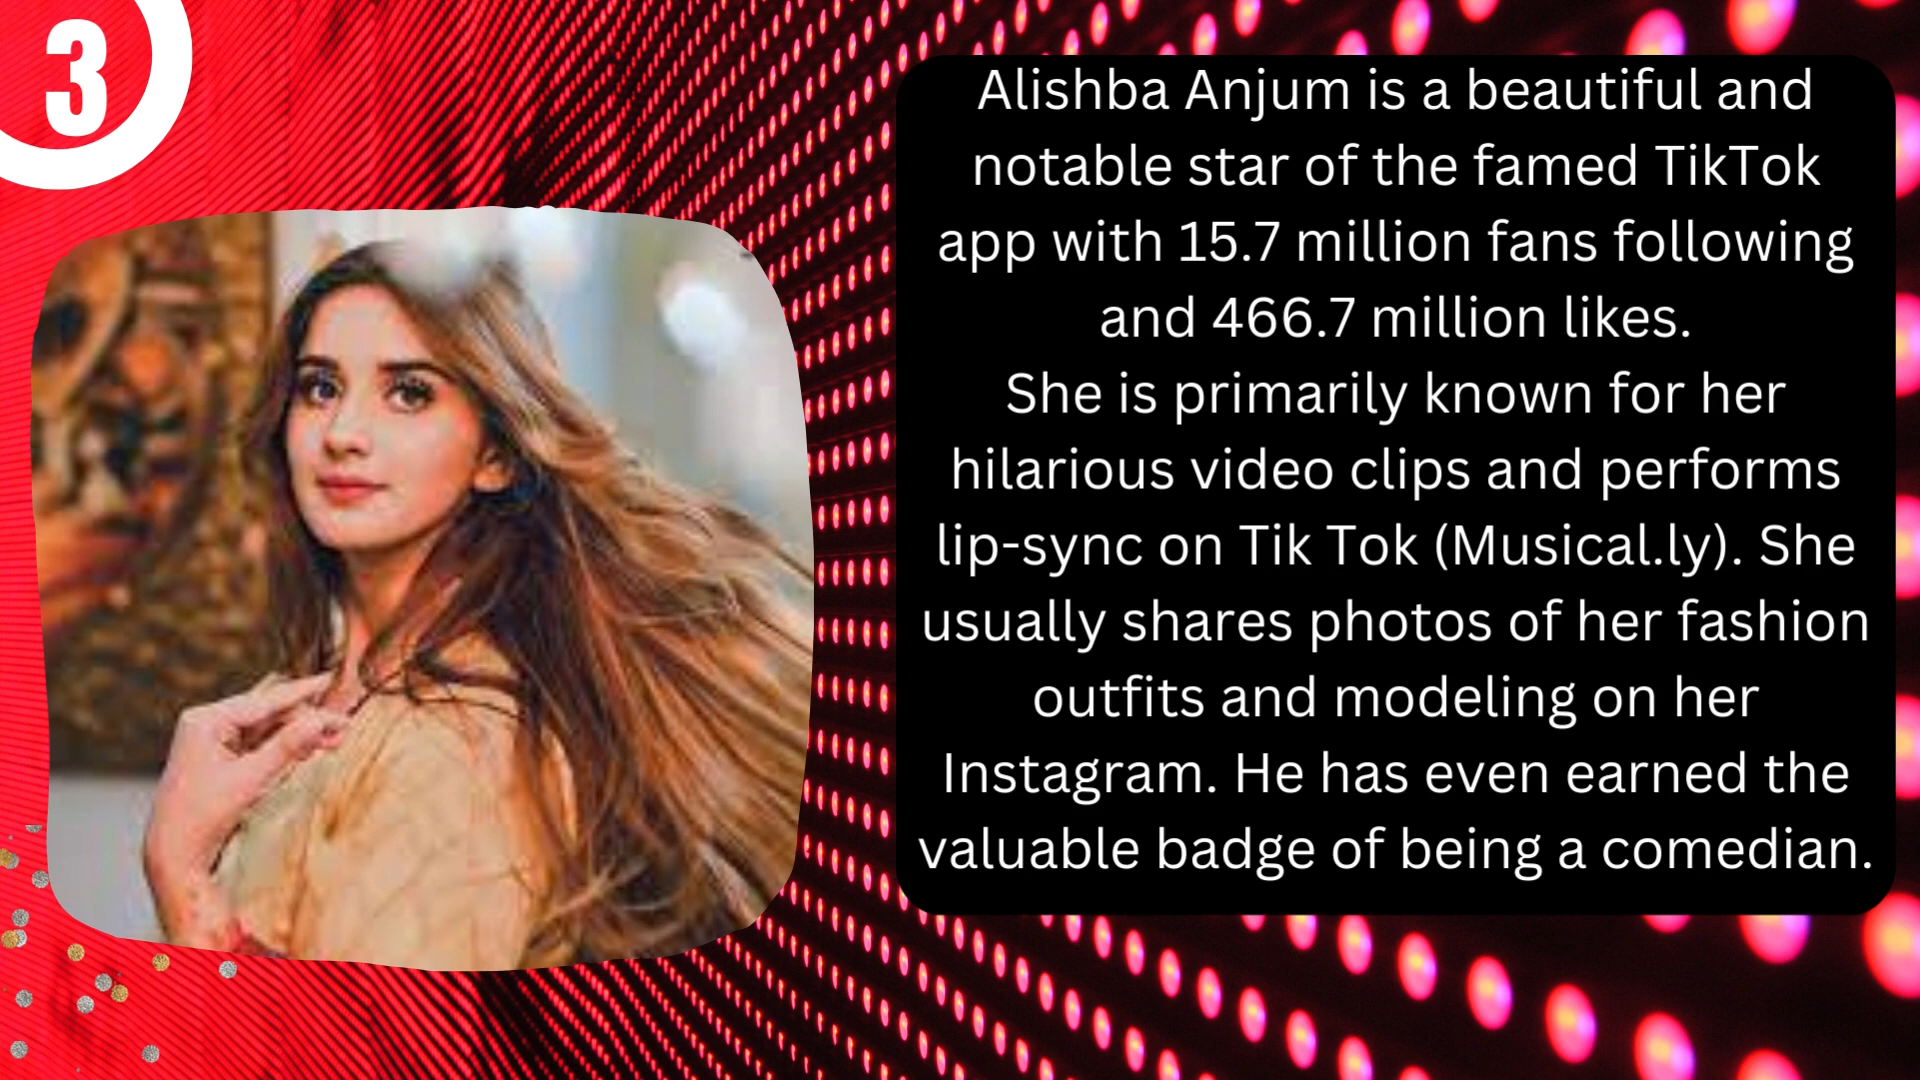 3
Alishba Anjum is a beautiful and
notable star of the famed TikTok
app with 15.7 million fans following
and 466.7 million likes.
She is primarily known for her
hilarious video clips and performs
lip-sync on Tik Tok (Musical.ly). She
usually shares photos of her fashion
outfits and modeling on her
Instagram. He has even earned the
valuable badge of being a comedian.